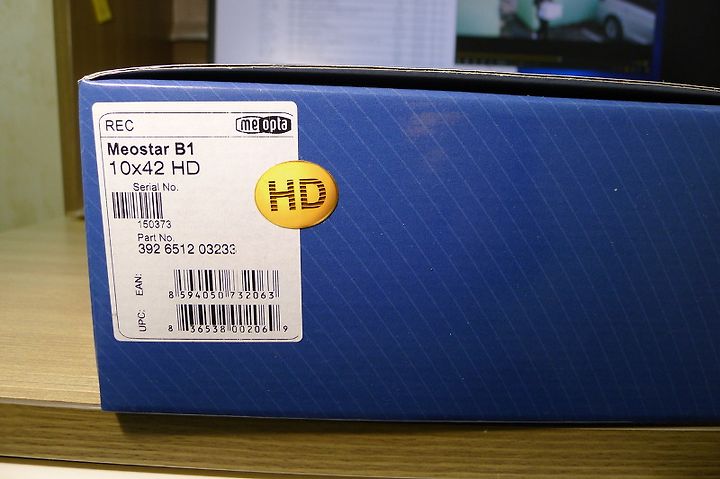 REC
meopta
Meostar B1
10x42 HD
HD
Serial No.
150373
Part No.
392 6512 03233
EAN:
8 594050 732063
UPC:
8 36538 00206 9